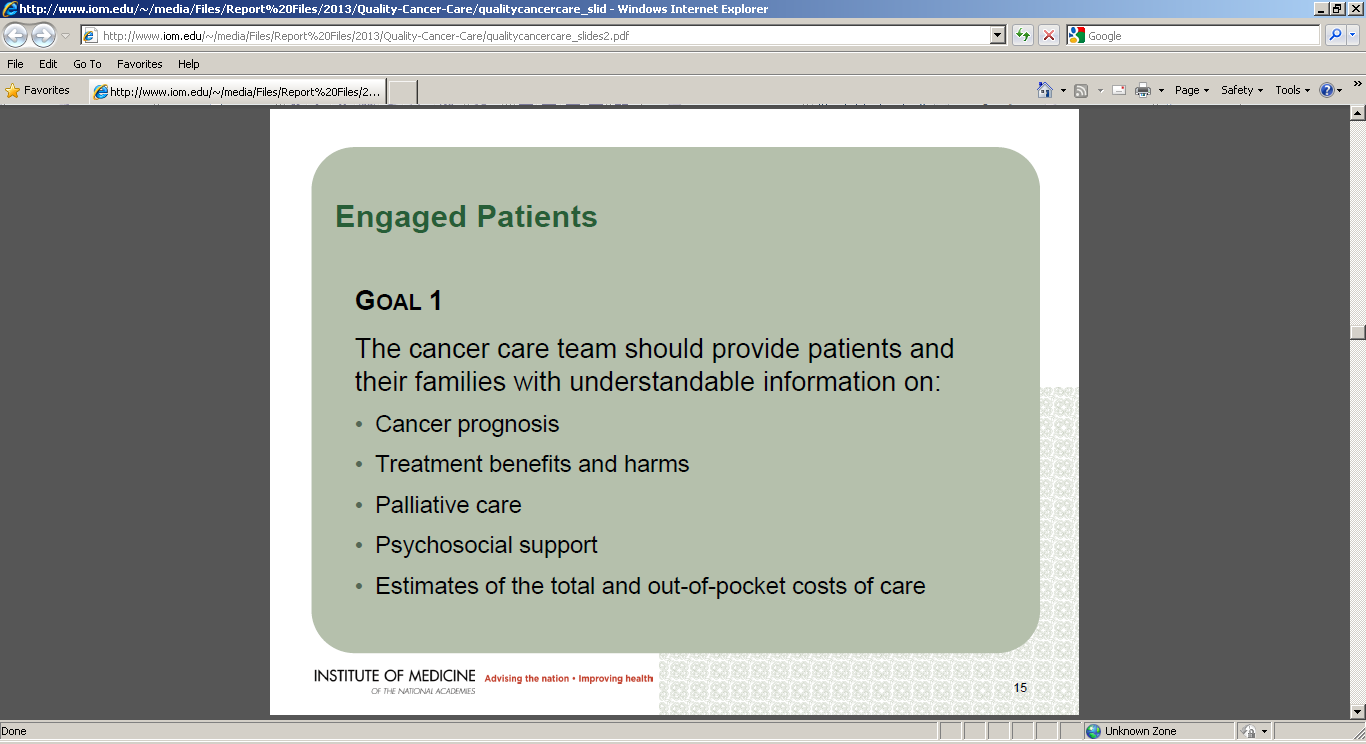 http://www.iom.edu/~/media/Files/Report%20Files/2013/Quality-Cancer-Care/qualitycancercare_slid - Windows Internet Explorer
http://www.iom.edu/~/media/Files/Report%20Files/2013/Quality-Cancer-Care/qualitycancercare_slides2.pdf
Google
File Edit Go To Favorites Help
Favorites
http://www.iom.edu/~/media/Files/Report%20Files/2...
Page Safety Tools
Engaged Patients
GOAL 1
The cancer care team should provide patients and
their families with understandable information on:
• Cancer prognosis
• Treatment benefits and harms
• Palliative care
• Psychosocial support
• Estimates of the total and out-of-pocket costs of care
INSTITUTE OF MEDICINE
OF THE NATIONAL ACADEMIES
Advising the nation • Improving health
15
Done
Unknown Zone